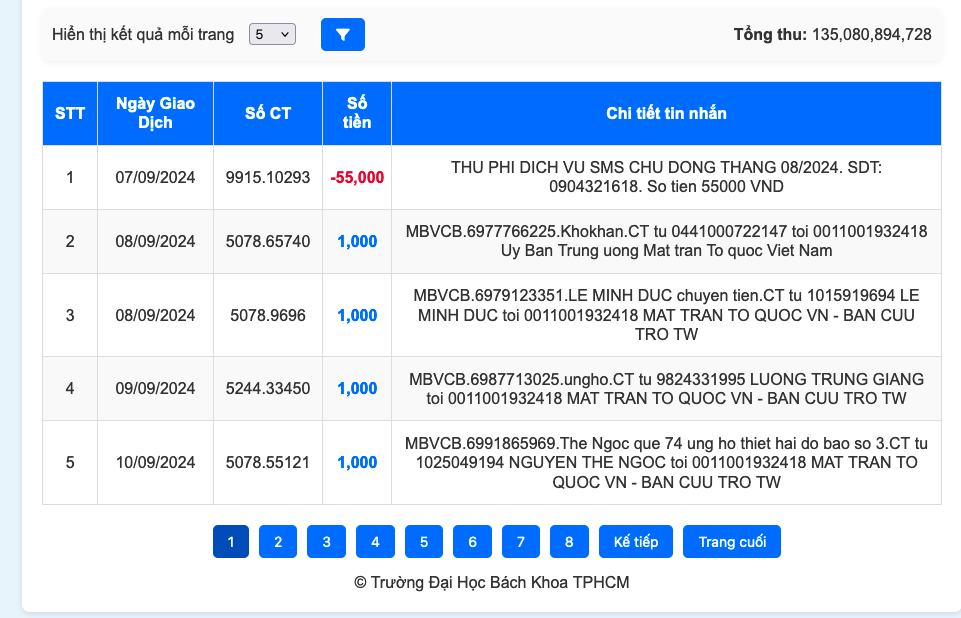 Hiển thị kết quả mỗi trang 5 Tổng thu: 135,080,894,728
STT Ngày Giao Dịch Số CT Số tiền Chi tiết tin nhắn
1 07/09/2024 9915.10293 -55,000 THU PHI DICH VU SMS CHU DONG THANG 08/2024. SDT:
0904321618. So tien 55000 VND
2 08/09/2024 5078.65740 1,000 MBVCB.6977766225.Khokhan.CT tu 0441000722147 toi 0011001932418
Uy Ban Trung uong Mat tran To quoc Viet Nam
3 08/09/2024 5078.9696 1,000 MBVCB.6979123351.LE MINH DUC chuyen tien.CT tu 1015919694 LE
MINH DUC toi 0011001932418 MAT TRAN TO QUOC VN - BAN CUU
TRO TW
4 09/09/2024 5244.33450 1,000 MBVCB.6987713025.ungho.CT tu 9824331995 LUONG TRUNG GIANG
toi 0011001932418 MAT TRAN TO QUOC VN - BAN CUU TRO TW
5 10/09/2024 5078.55121 1,000 MBVCB.6991865969.The Ngoc que 74 ung ho thiet hai do bao so 3.CT tu
1025049194 NGUYEN THE NGOC toi 0011001932418 MAT TRAN TO
QUOC VN - BAN CUU TRO TW
1 2 3 4 5 6 7 8 Kế tiếp Trang cuối
© Trường Đại Học Bách Khoa TPHCM